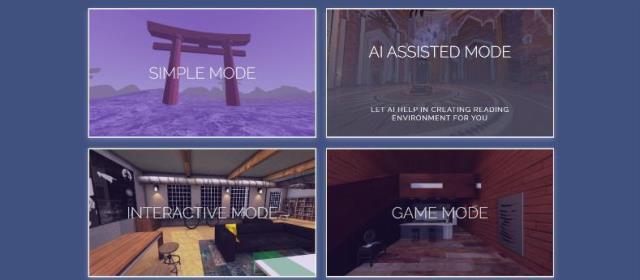 SIMPLE MODE
AI ASSISTED MODE
LET AI HELP IN CREATING READING
ENVIRONMENT FOR YOU
INTERACTIVE MODE
GAME MODE